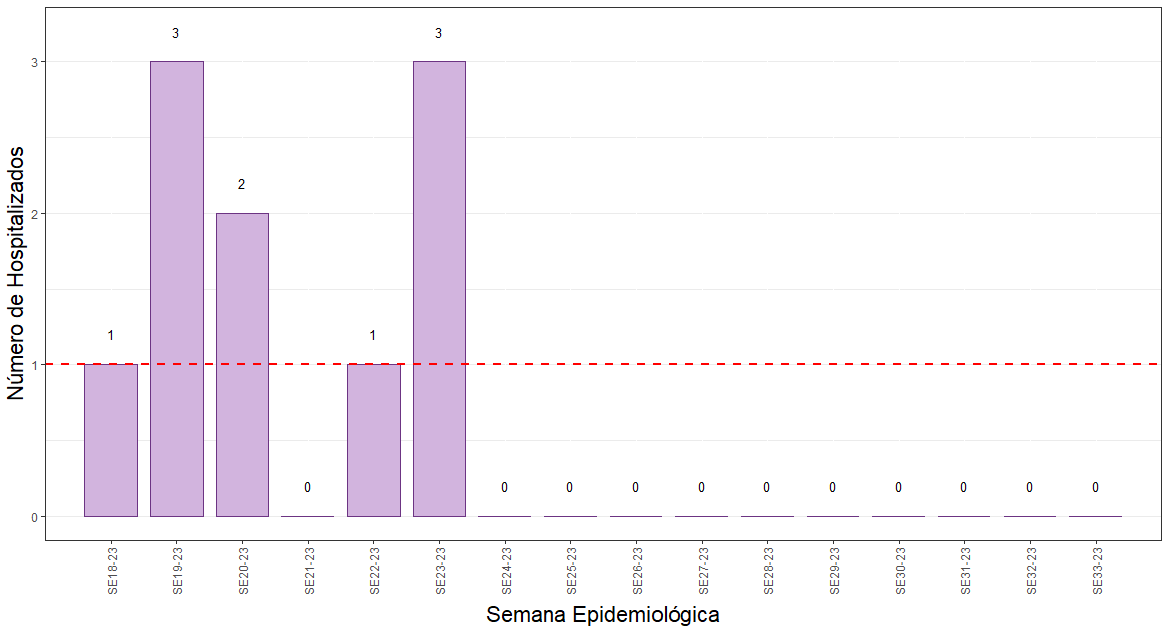 Número de Hospitalizados
3
2
1
0
1
3
2
0
1
3
0
0
0
0
0
0
0
0
0
0
SE18-23
SE19-23
SE20-23
SE21-23
SE22-23
SE23-23
SE24-23
SE25-23
SE26-23
SE27-23
SE28-23
SE29-23
SE30-23
SE31-23
SE32-23
SE33-23
Semana Epidemiológica